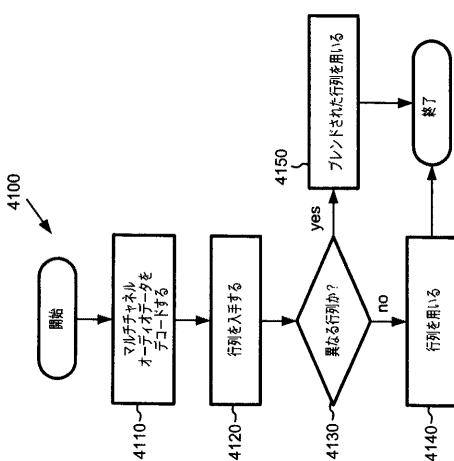 4100
開始
マルチチャネル
オーディオデータを
デコードする
4110
行列を入手する
4120
異なる行列か?
4130
yes
no
ブレンドされた行列を用いる
4150
行列を用いる
4140
終了